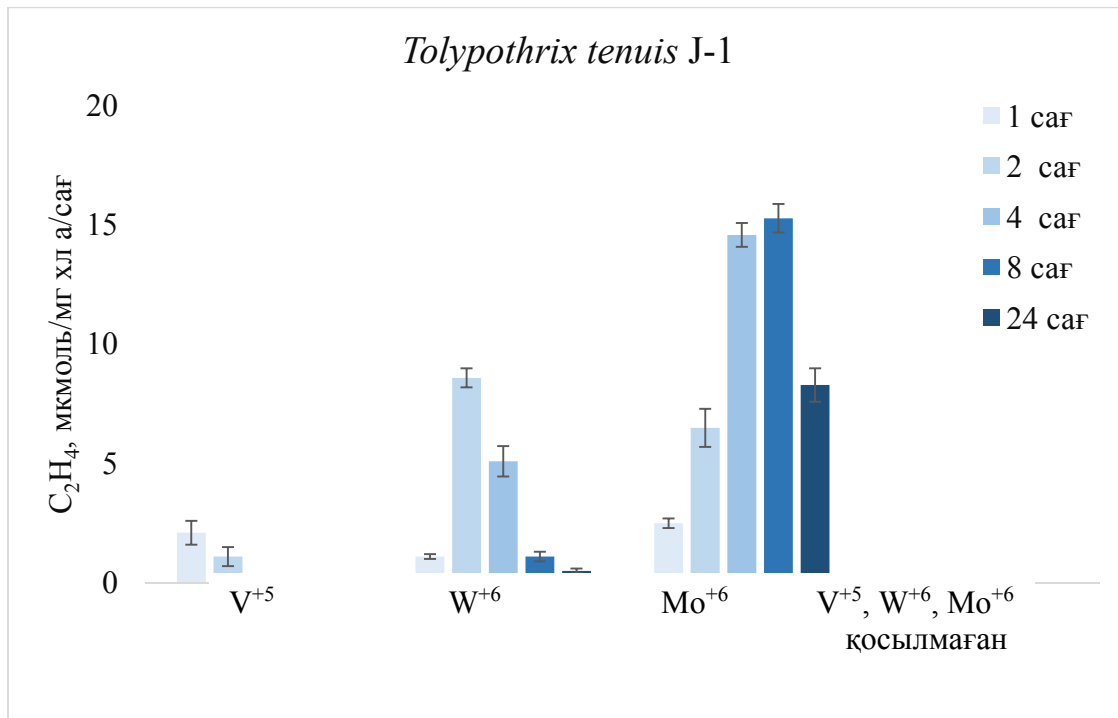 Tolypothrix tenuis J-1
20
15
10
5
0
C₂H₄, мкмоль/мг хл а/сағ
1 сағ
2 сағ
4 сағ
8 сағ
24 сағ
V⁺⁵
W⁺⁶
Mo⁺⁶
V⁺⁵, W⁺⁶, Mo⁺⁶
қосылмаған